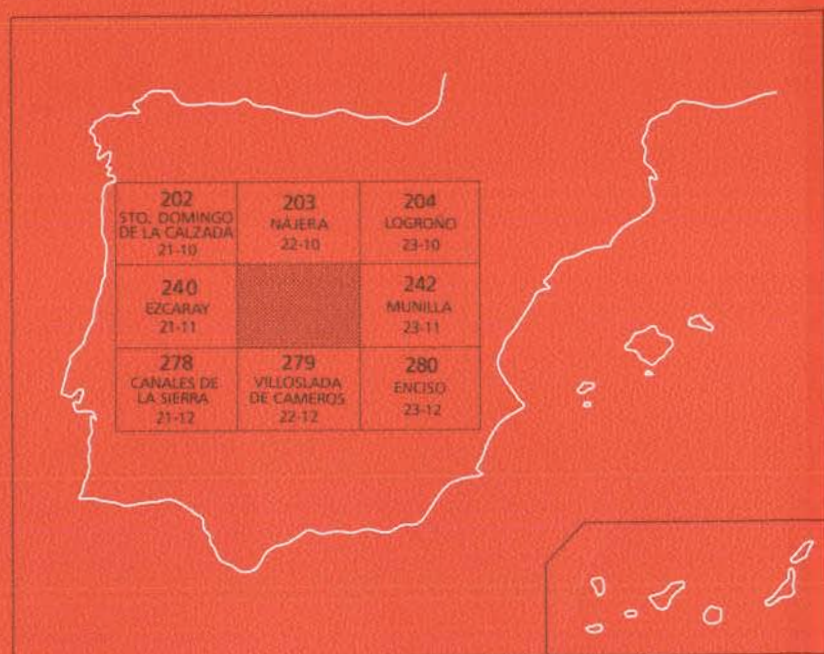 202
STO. DOMINGO
DE LA CALZADA
21-10
203
NÁJERA
22-10
204
LOGROÑO
23-10
240
EZCARAY
21-11
242
MUNILLA
23-11
278
CANALES DE
LA SIERRA
21-12
279
VILLOSLADA
DE CAMEROS
22-12
280
ENCISO
23-12